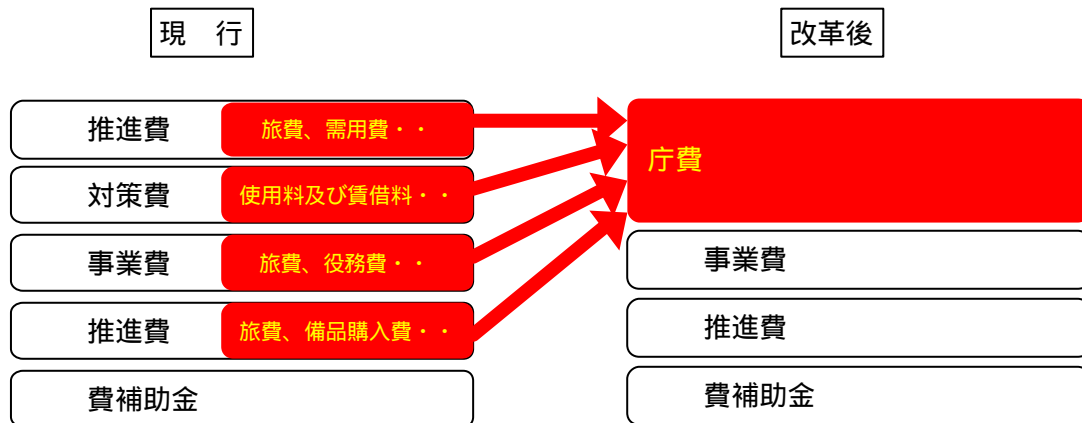 現　行
改革後
推進費
旅費、需用費・・
対策費
使用料及び賃借料・・
事業費
旅費、役務費・・
推進費
旅費、備品購入費・・
費補助金
庁費
事業費
推進費
費補助金